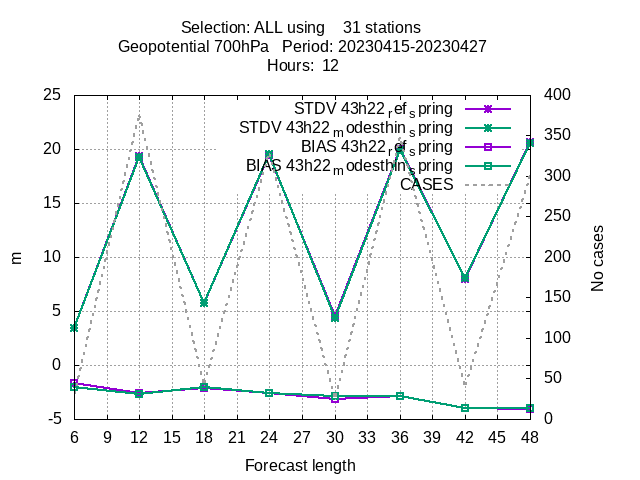 Selection: ALL using    31 stations
Geopotential 700hPa   Period: 20230415-20230427
Hours:  12
25
20
15
10
5
0
-5
m
400
350
300
250
200
150
100
50
0
No cases
STDV 43h22_ref_spring
STDV 43h22_modesthin_spring
BIAS 43h22_ref_spring
BIAS 43h22_modesthin_spring
CASES
6 9 12 15 18 21 24 27 30 33 36 39 42 45 48
Forecast length